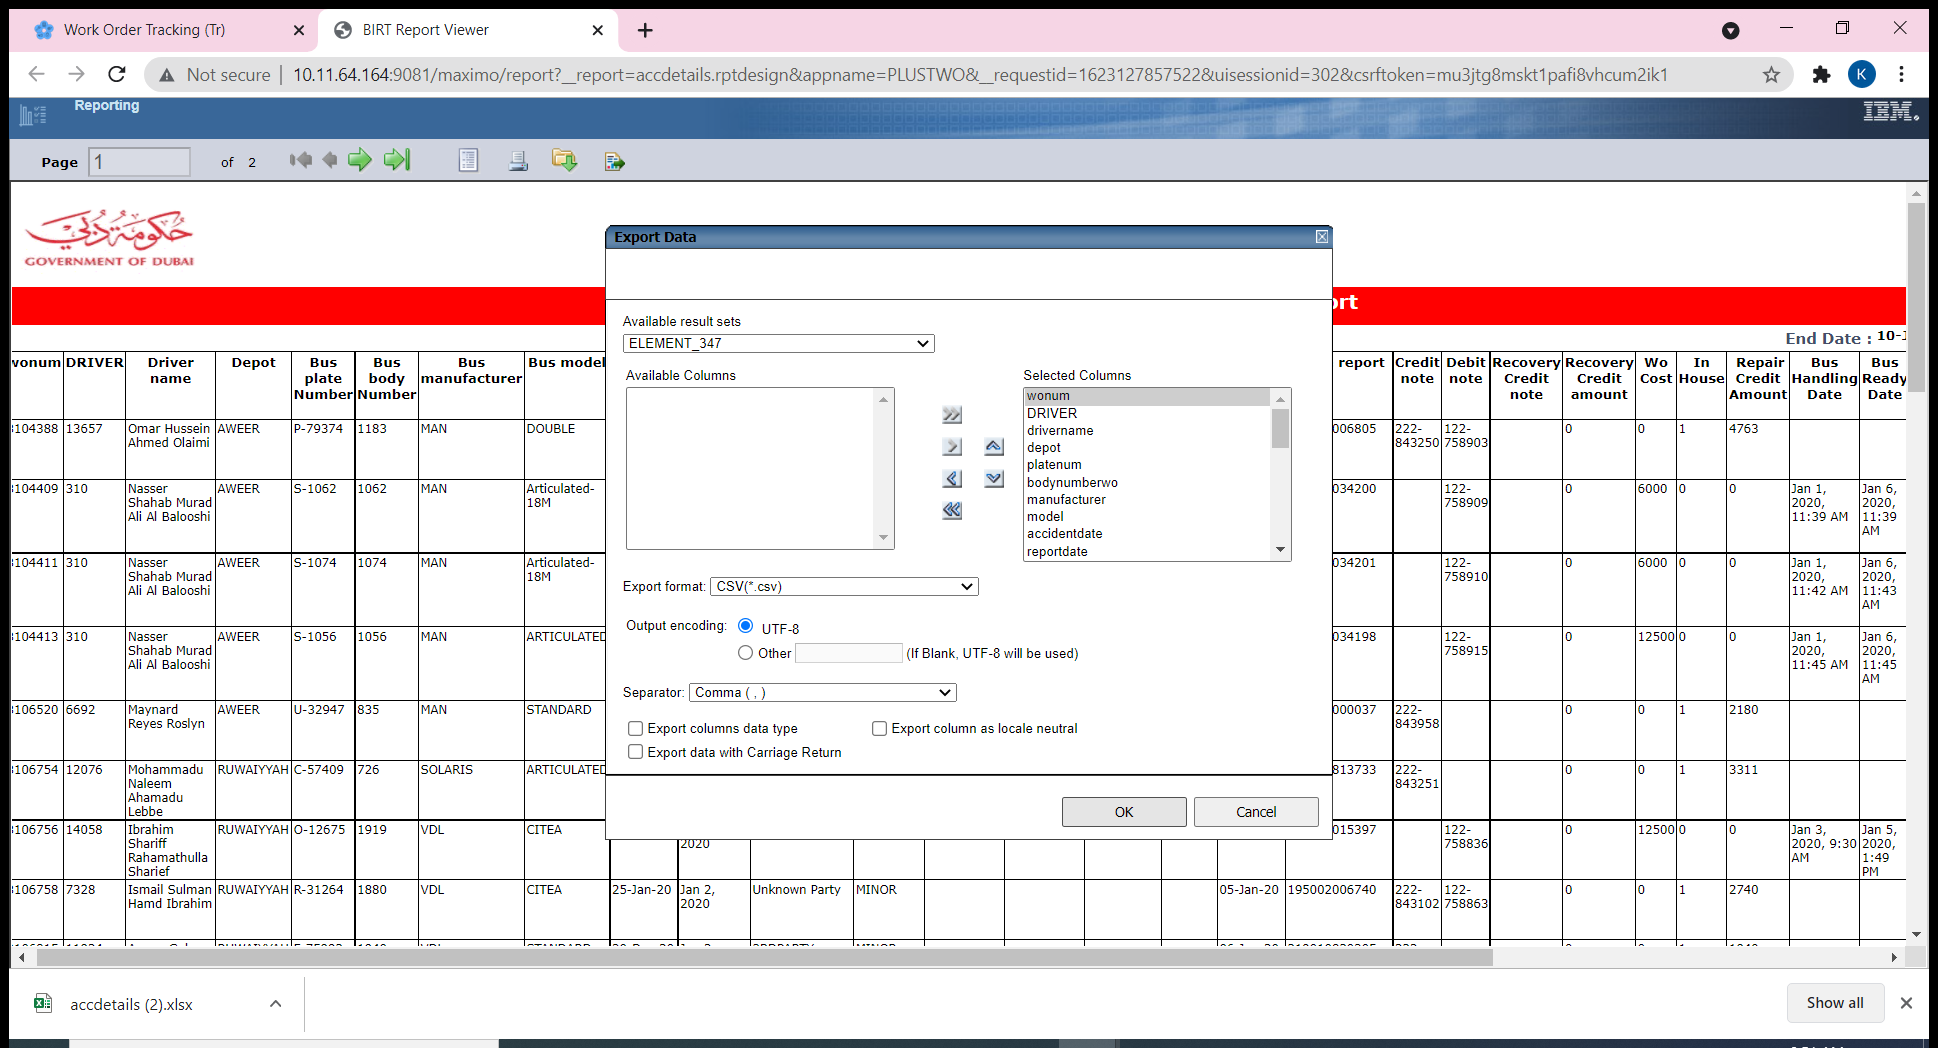 Work Order Tracking (Tr)
BIRT Report Viewer
Not secure | 10.11.64.164:9081/maximo/report?__report=accdetails.rptdesign&appname=PLUSTWO&__requestid=1623127857522&uisessionid=302&csrftoken=mu3jtg8mskt1pafi8vhcum2ik1
K
Reporting
IBM.
Page 1 of 2
حكومة دبي
GOVERNMENT OF DUBAI
Export Data
ort
Available result sets
ELEMENT_347
End Date : 10-J
Available Columns
Selected Columns
wonum
DRIVER
drivername
depot
platenum
bodynumberwo
manufacturer
model
accidentdate
reportdate
Export format: CSV(*.csv)
Output encoding: UTF-8
Other (If Blank, UTF-8 will be used)
Separator: Comma ( , )
Export columns data type
Export column as locale neutral
Export data with Carriage Return
OK
Cancel
wonum DRIVER Driver name Depot Bus plate Number Bus body Number Bus manufacturer Bus model report Credit note Debit note Recovery Credit note Recovery Credit amount Wo Cost In House Repair Credit Amount Bus Handling Date Bus Ready Date
104388 13657 Omar Hussein Ahmed Olaimi AWEER P-79374 1183 MAN DOUBLE 006805 222-843250 122-758903 0 0 1 4763
104409 310 Nasser Shahab Murad Ali Al Balooshi AWEER S-1062 1062 MAN Articulated-18M 034200 122-758909 0 6000 0 0 Jan 1, 2020, 11:39 AM Jan 6, 2020, 11:39 AM
104411 310 Nasser Shahab Murad Ali Al Balooshi AWEER S-1074 1074 MAN Articulated-18M 034201 122-758910 0 6000 0 0 Jan 1, 2020, 11:42 AM Jan 6, 2020, 11:43 AM
104413 310 Nasser Shahab Murad Ali Al Balooshi AWEER S-1056 1056 MAN ARTICULATED 034198 122-758915 0 12500 0 0 Jan 1, 2020, 11:45 AM Jan 6, 2020, 11:45 AM
106520 6692 Maynard Reyes Roslyn AWEER U-32947 835 MAN STANDARD 000037 222-843958 0 0 1 2180
106754 12076 Mohammadu Naleem Ahamadu Lebbe RUWAIYYAH C-57409 726 SOLARIS ARTICULATED 813733 222-843251 0 0 1 3311
106756 14058 Ibrahim Shariff Rahamathulla Sharief RUWAIYYAH O-12675 1919 VDL CITEA 2020 015397 122-758836 0 12500 0 0 Jan 3, 2020, 9:30 AM Jan 5, 2020, 1:49 PM
106758 7328 Ismail Sulman Hamd Ibrahim RUWAIYYAH R-31264 1880 VDL CITEA 25-Jan-20 Jan 2, 2020 Unknown Party MINOR 05-Jan-20 195002006740 222-843102 122-758863 0 0 1 2740
accdetails (2).xlsx
Show all